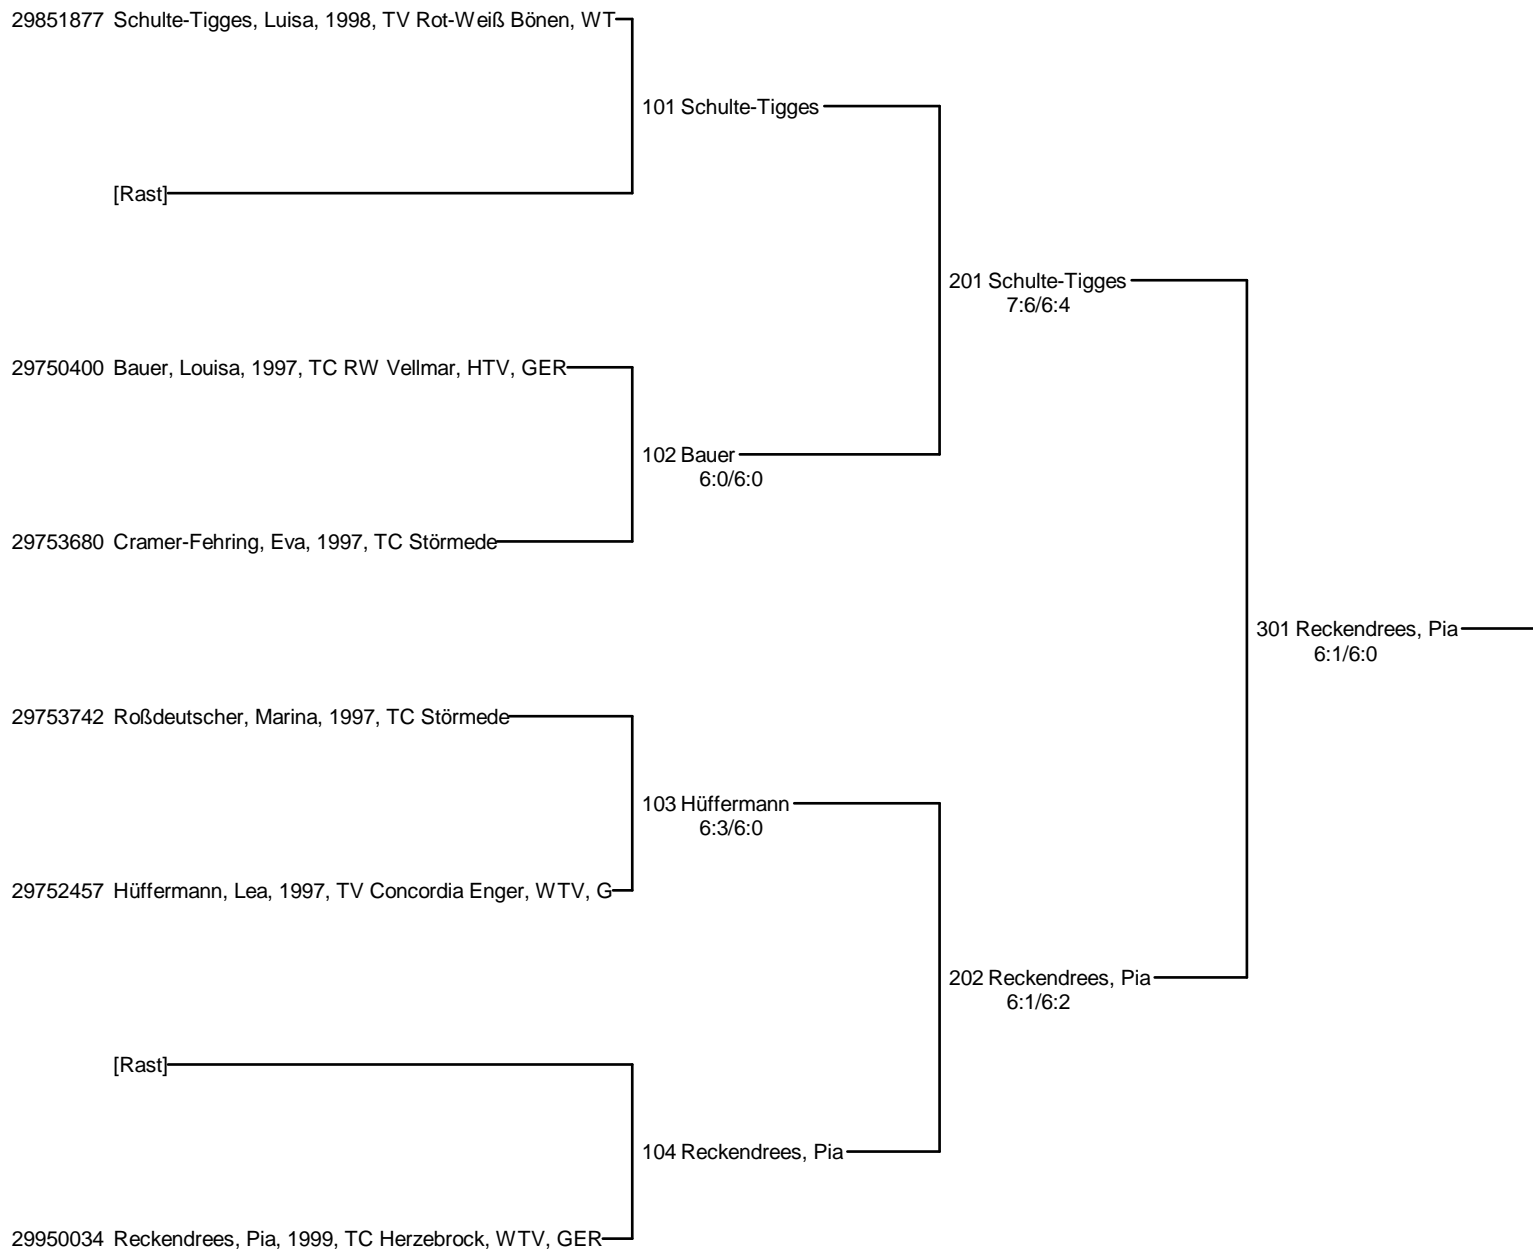 29851877 Schulte-Tigges, Luisa, 1998, TV Rot-Weiß Bönen, WT
101 Schulte-Tigges
[Rast]
201 Schulte-Tigges
7:6/6:4
29750400 Bauer, Louisa, 1997, TC RW Vellmar, HTV, GER
102 Bauer
6:0/6:0
29753680 Cramer-Fehring, Eva, 1997, TC Störmede
301 Reckendrees, Pia
6:1/6:0
29753742 Roßdeutscher, Marina, 1997, TC Störmede
103 Hüffermann
6:3/6:0
29752457 Hüffermann, Lea, 1997, TV Concordia Enger, WTV, G
202 Reckendrees, Pia
6:1/6:2
[Rast]
104 Reckendrees, Pia
29950034 Reckendrees, Pia, 1999, TC Herzebrock, WTV, GER